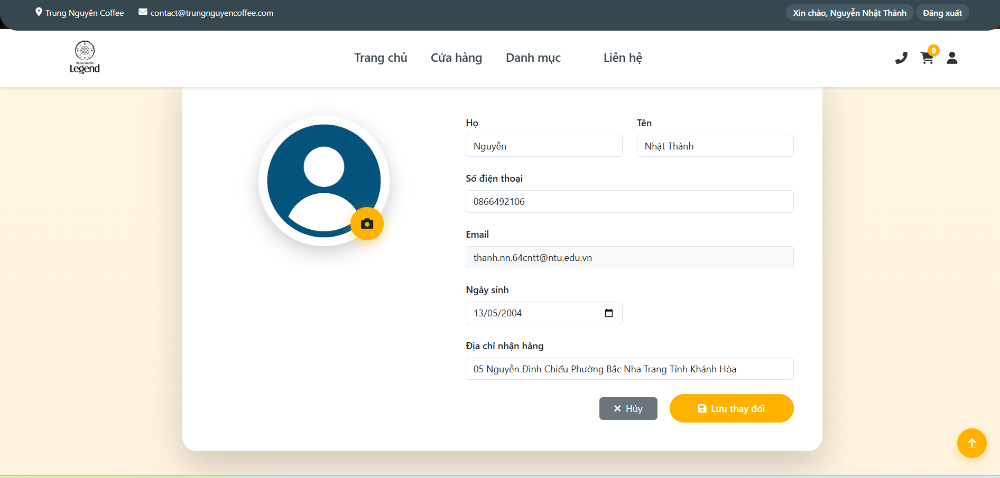 Trung Nguyên Coffee contact@trungnguyencoffee.com Xin chào, Nguyễn Nhật Thành Đăng xuất
TRUNG NGUYÊN
Legend
Trang chủ Cửa hàng Danh mục Liên hệ 0
Họ Tên
Nguyễn Nhật Thành
Số điện thoại
0866492106
Email
thanh.nn.64cntt@ntu.edu.vn
Ngày sinh
13/05/2004
Địa chỉ nhận hàng
05 Nguyễn Đình Chiểu Phường Bắc Nha Trang Tỉnh Khánh Hòa
Hủy Lưu thay đổi